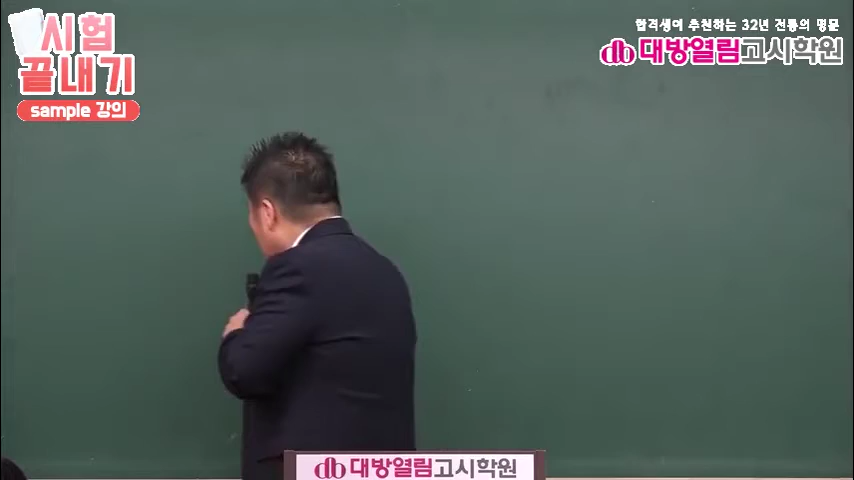 시험
끝내기
sample 강의
합격생이 추천하는 32년 전통의 명문
db 대방열림고시학원
db 대방열림고시학원